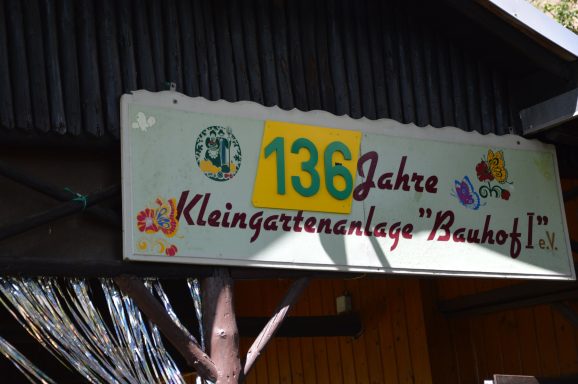 136 Jahre
Kleingartenanlage "Bauhof I" e.V.